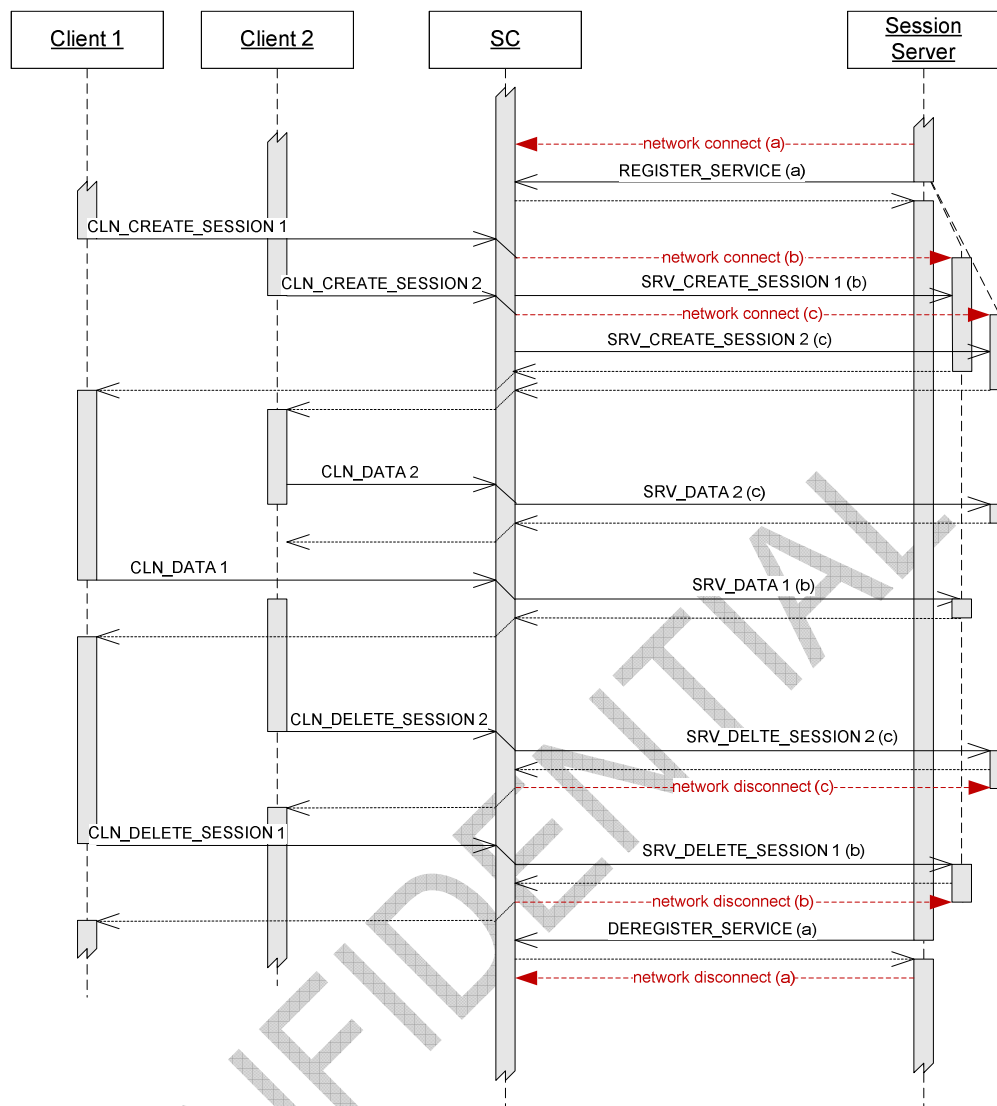 Client 1
Client 2
SC
Session
Server
network connect (a)
REGISTER_SERVICE (a)
CLN_CREATE_SESSION 1
network connect (b)
CLN_CREATE_SESSION 2
SRV_CREATE_SESSION 1 (b)
network connect (c)
SRV_CREATE_SESSION 2 (c)
CLN_DATA 2
SRV_DATA 2 (c)
CLN_DATA 1
SRV_DATA 1 (b)
CLN_DELETE_SESSION 2
SRV_DELTE_SESSION 2 (c)
network disconnect (c)
CLN_DELETE_SESSION 1
SRV_DELETE_SESSION 1 (b)
network disconnect (b)
DEREGISTER_SERVICE (a)
network disconnect (a)
FIDENTIAL